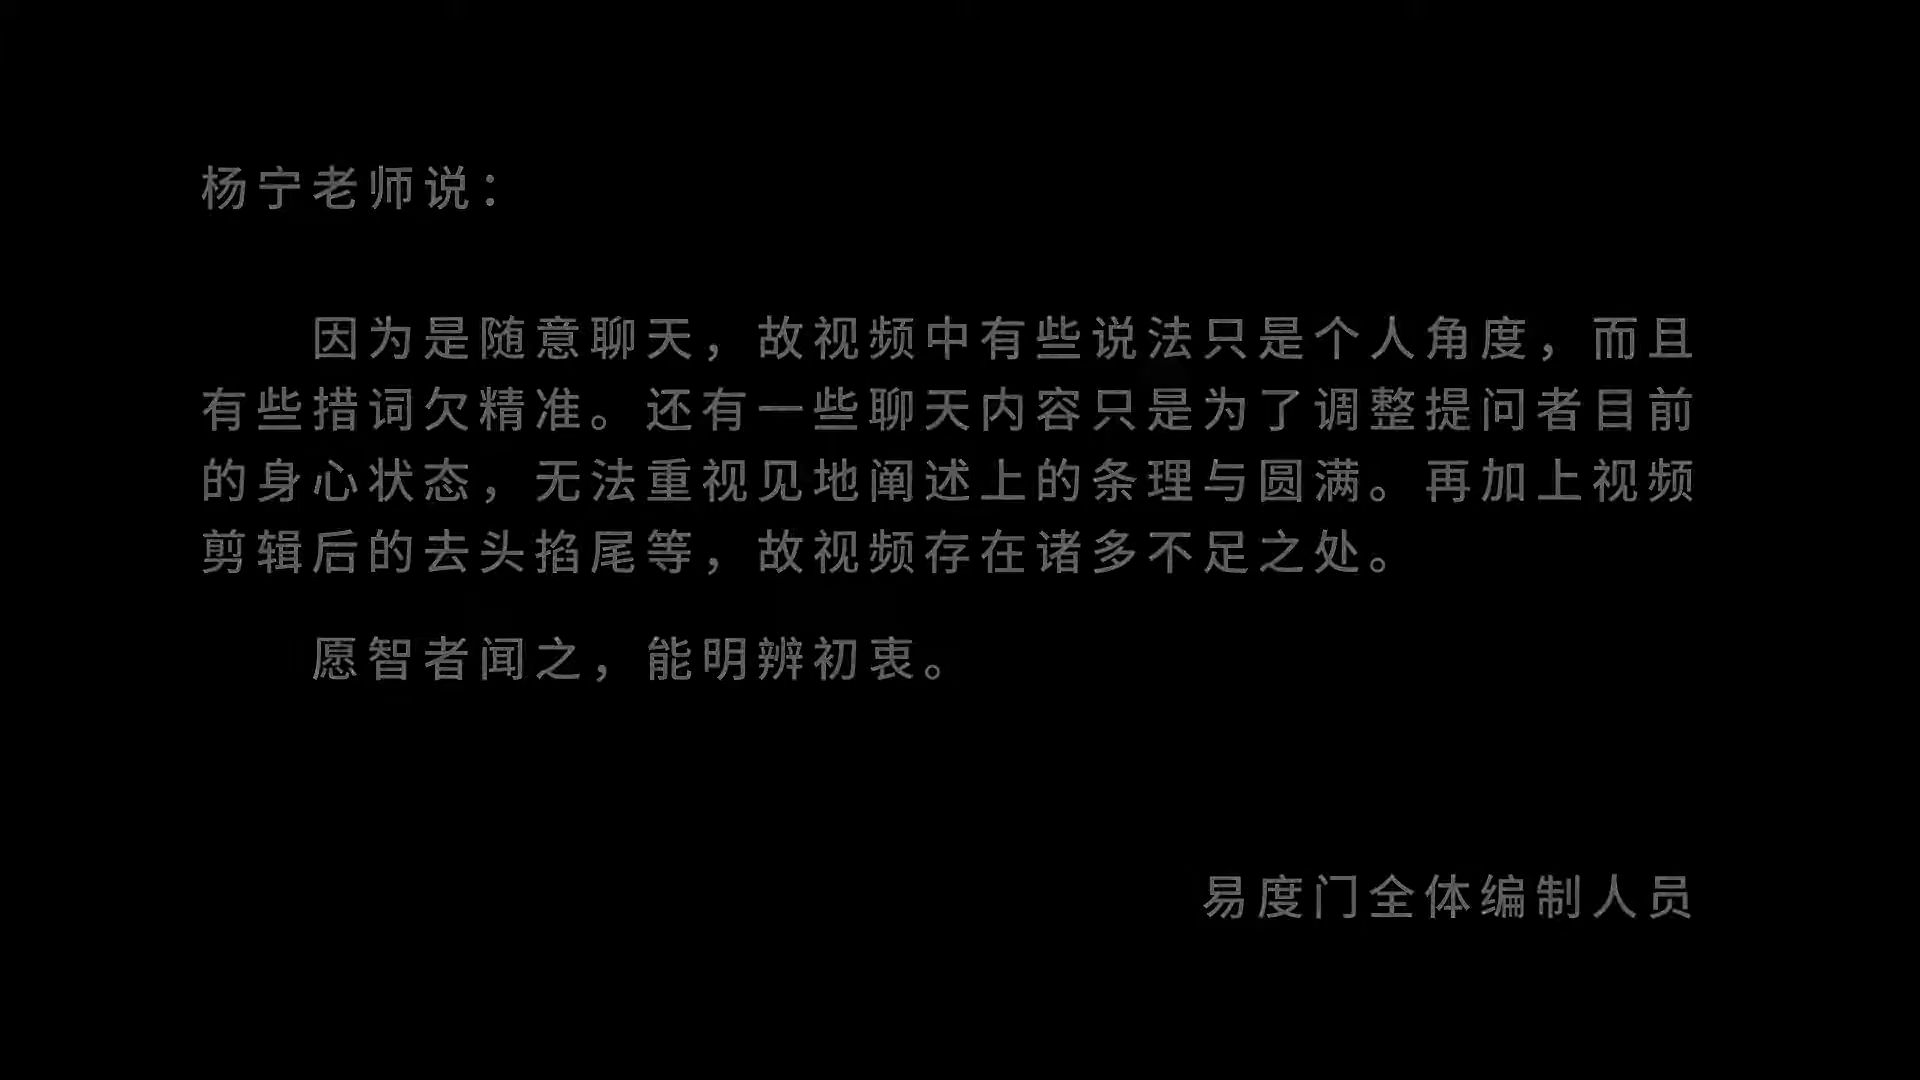 杨宁老师说：
因为是随意聊天，故视频中有些说法只是个人角度，而且
有些措词欠精准。还有一些聊天内容只是为了调整提问者目前
的身心状态，无法重视见地阐述上的条理与圆满。再加上视频
剪辑后的去头掐尾等，故视频存在诸多不足之处。
愿智者闻之，能明辨初衷。
易度门全体编制人员